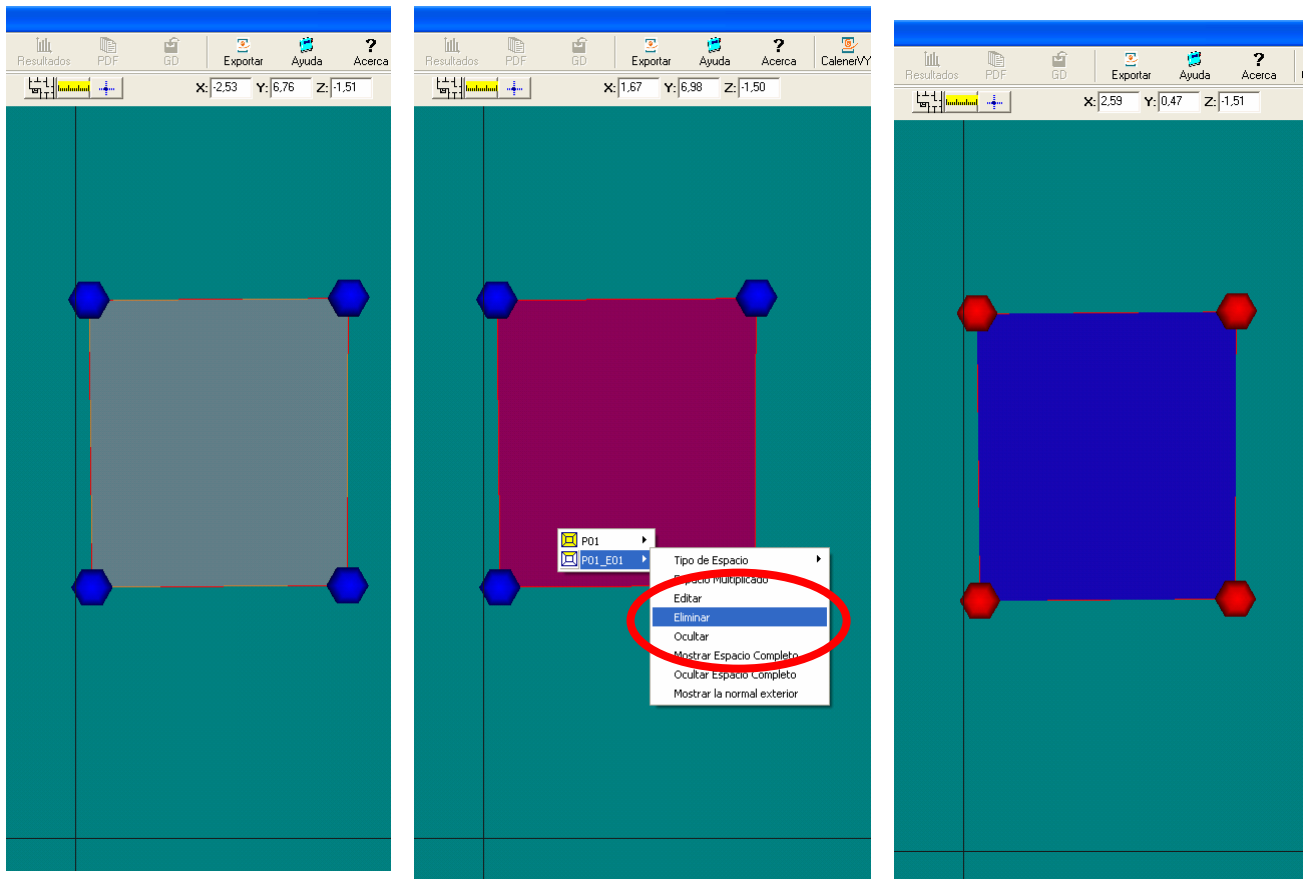 Resultados PDF GD Exportar Ayuda Acerca
X: -2,53 Y: 6,76 Z: -1,51
Resultados PDF GD Exportar Ayuda Acerca CalenerVY
X: 1,67 Y: 6,98 Z: -1,50
P01
P01_E01
Tipo de Espacio
Espacio Multiplicado
Editar
Eliminar
Ocultar
Mostrar Espacio Completo
Ocultar Espacio Completo
Mostrar la normal exterior
Resultados PDF GD Exportar Ayuda Acerca
X: 2,59 Y: 0,47 Z: -1,51